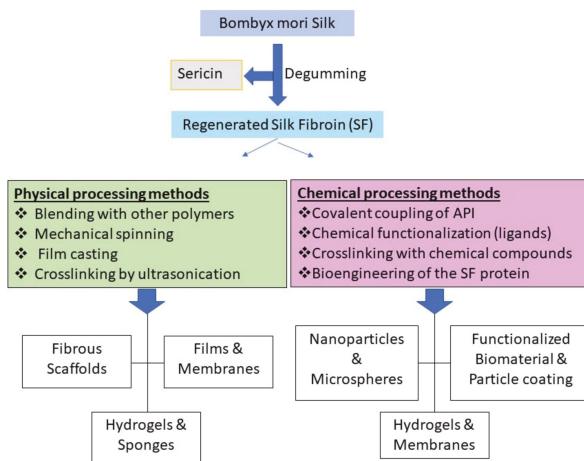 Bombyx mori Silk
Sericin
Degumming
Regenerated Silk Fibroin (SF)
Physical processing methods
❖ Blending with other polymers
❖ Mechanical spinning
❖ Film casting
❖ Crosslinking by ultrasonication
Chemical processing methods
❖Covalent coupling of API
❖Chemical functionalization (ligands)
❖Crosslinking with chemical compounds
❖Bioengineering of the SF protein
Fibrous
Scaffolds
Films &
Membranes
Hydrogels &
Sponges
Nanoparticles
&
Microspheres
Functionalized
Biomaterial &
Particle coating
Hydrogels &
Membranes